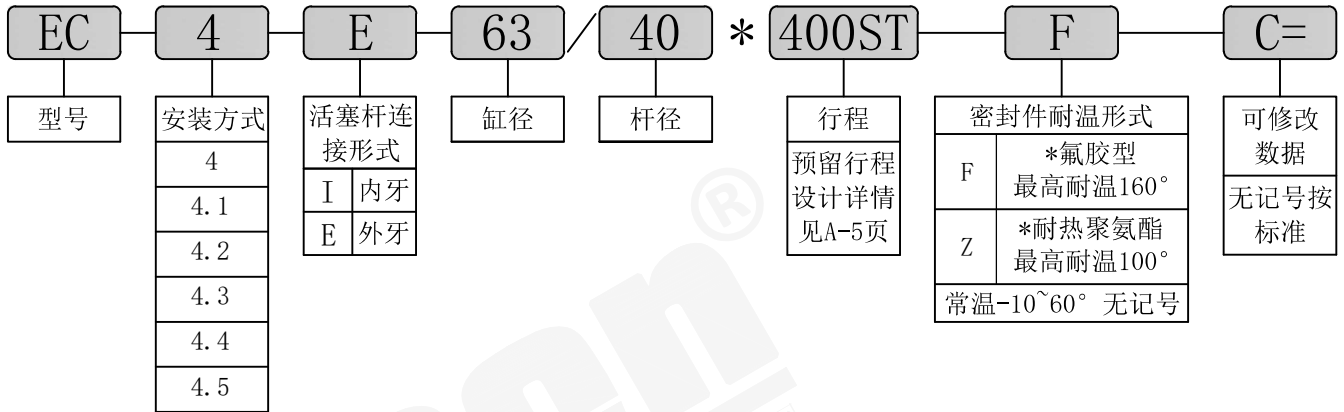 EC 4 E 63 / 40 * 400ST F C=
型号
安装方式
4
4.1
4.2
4.3
4.4
4.5
活塞杆连
接形式
I 内牙
E 外牙
缸径
杆径
行程
预留行程
设计详情
见A-5页
密封件耐温形式
F *氟胶型
最高耐温160°
Z *耐热聚氨酯
最高耐温100°
常温-10~60° 无记号
可修改
数据
无记号按
标准
®